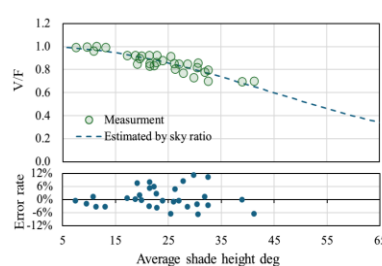 1.2
1.0
0.8
0.6
0.4
0.2
0.0
V/F
Measurment
Estimated by sky ratio
12%
6%
0%
-6%
-12%
Error rate
5 15 25 35 45 55 65
Average shade height deg